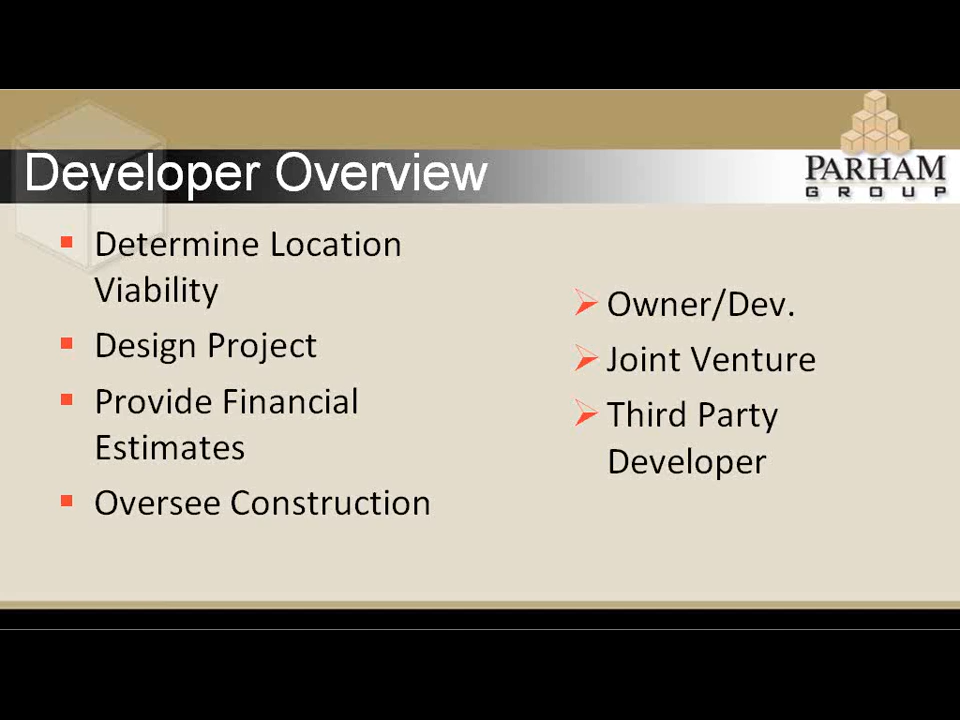 Developer Overview
PARHAM
GROUP
Determine Location
Viability
Design Project
Provide Financial
Estimates
Oversee Construction
Owner/Dev.
Joint Venture
Third Party
Developer